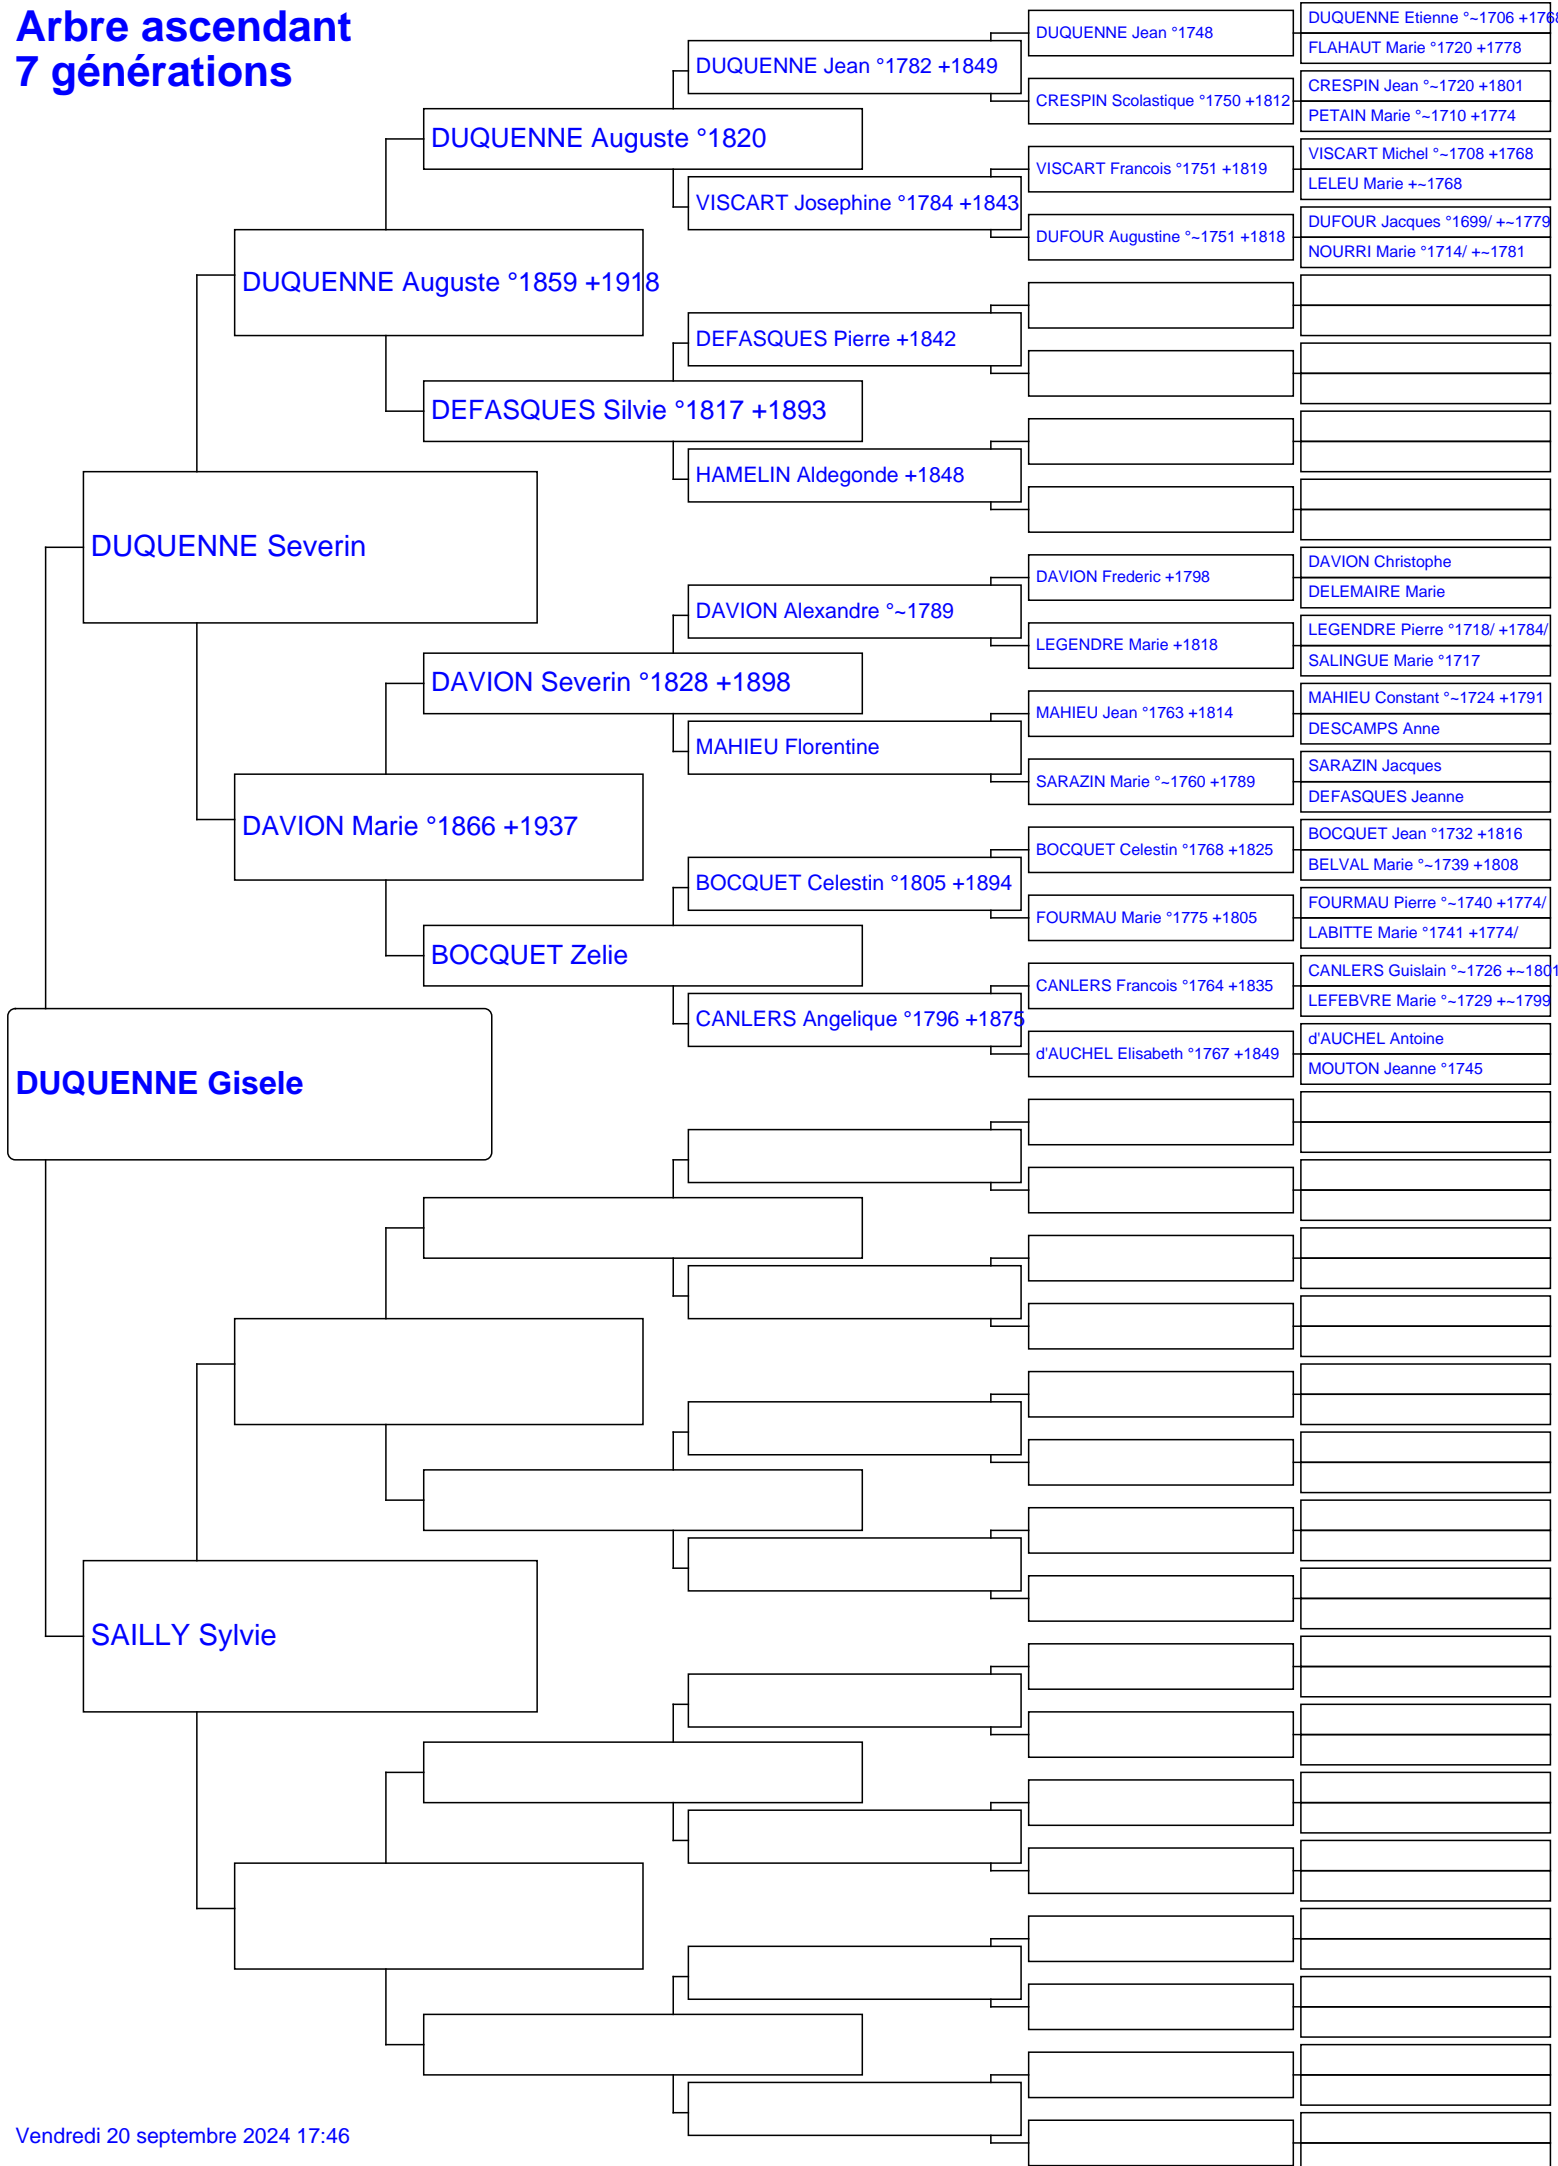 Arbre ascendant
7 générations
DUQUENNE Gisele
DUQUENNE Severin
SAILLY Sylvie
DUQUENNE Auguste °1859 +1918
DAVION Marie °1866 +1937
DUQUENNE Auguste °1820
DEFASQUES Silvie °1817 +1893
DAVION Severin °1828 +1898
BOCQUET Zelie
DUQUENNE Jean °1782 +1849
VISCART Josephine °1784 +1843
DEFASQUES Pierre +1842
HAMELIN Aldegonde +1848
DAVION Alexandre °~1789
MAHIEU Florentine
BOCQUET Celestin °1805 +1894
CANLERS Angelique °1796 +1875
DUQUENNE Jean °1748
CRESPIN Scolastique °1750 +1812
VISCART Francois °1751 +1819
DUFOUR Augustine °~1751 +1818
DAVION Frederic +1798
LEGENDRE Marie +1818
MAHIEU Jean °1763 +1814
SARAZIN Marie °~1760 +1789
BOCQUET Celestin °1768 +1825
FOURMAU Marie °1775 +1805
CANLERS Francois °1764 +1835
d'AUCHEL Elisabeth °1767 +1849
DUQUENNE Etienne °~1706 +1768
FLAHAUT Marie °1720 +1778
CRESPIN Jean °~1720 +1801
PETAIN Marie °~1710 +1774
VISCART Michel °~1708 +1768
LELEU Marie +~1768
DUFOUR Jacques °1699/ +~1779
NOURRI Marie °1714/ +~1781
DAVION Christophe
DELEMAIRE Marie
LEGENDRE Pierre °1718/ +1784/
SALINGUE Marie °1717
MAHIEU Constant °~1724 +1791
DESCAMPS Anne
SARAZIN Jacques
DEFASQUES Jeanne
BOCQUET Jean °1732 +1816
BELVAL Marie °~1739 +1808
FOURMAU Pierre °~1740 +1774/
LABITTE Marie °1741 +1774/
CANLERS Guislain °~1726 +~1801
LEFEBVRE Marie °~1729 +~1799
d'AUCHEL Antoine
MOUTON Jeanne °1745
Vendredi 20 septembre 2024 17:46